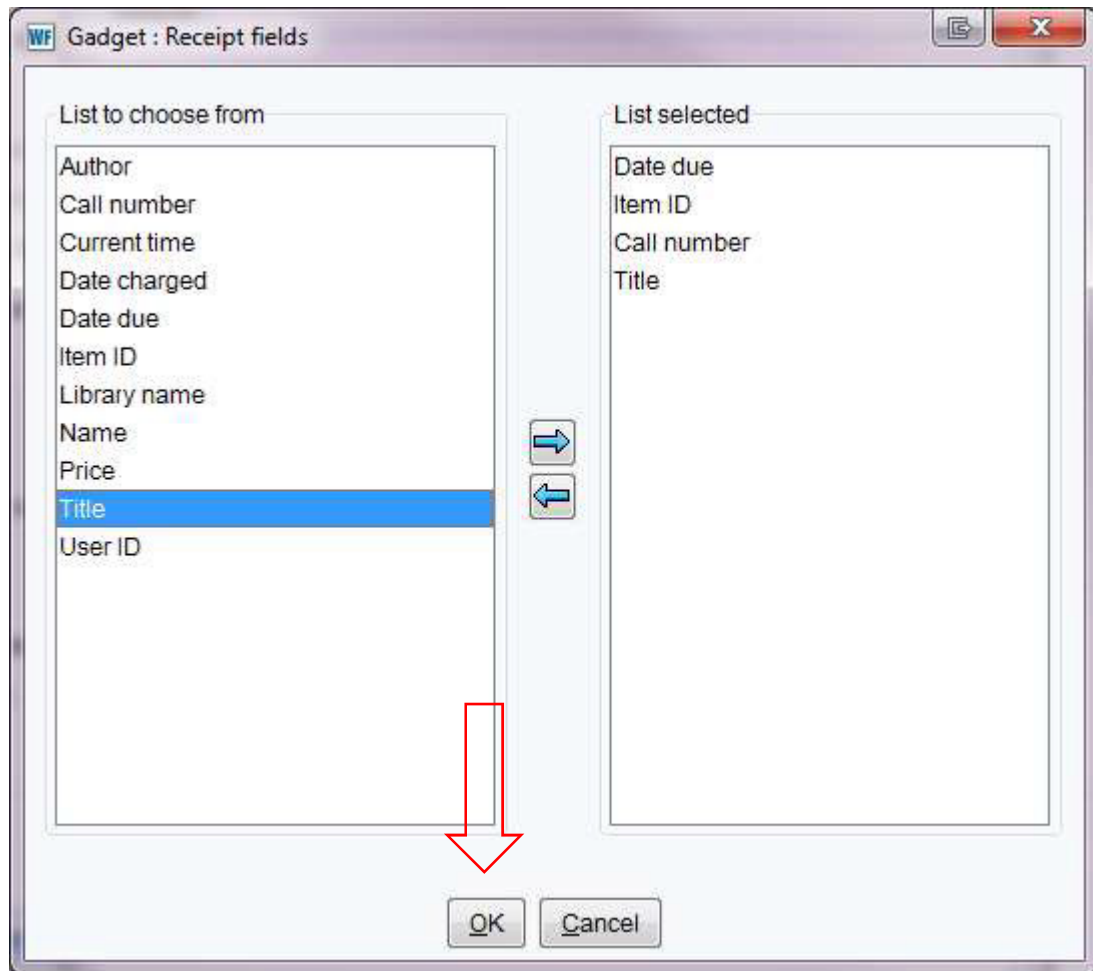 WF Gadget : Receipt fields
List to choose from
Author
Call number
Current time
Date charged
Date due
Item ID
Library name
Name
Price
Title
User ID
List selected
Date due
Item ID
Call number
Title
OK
Cancel